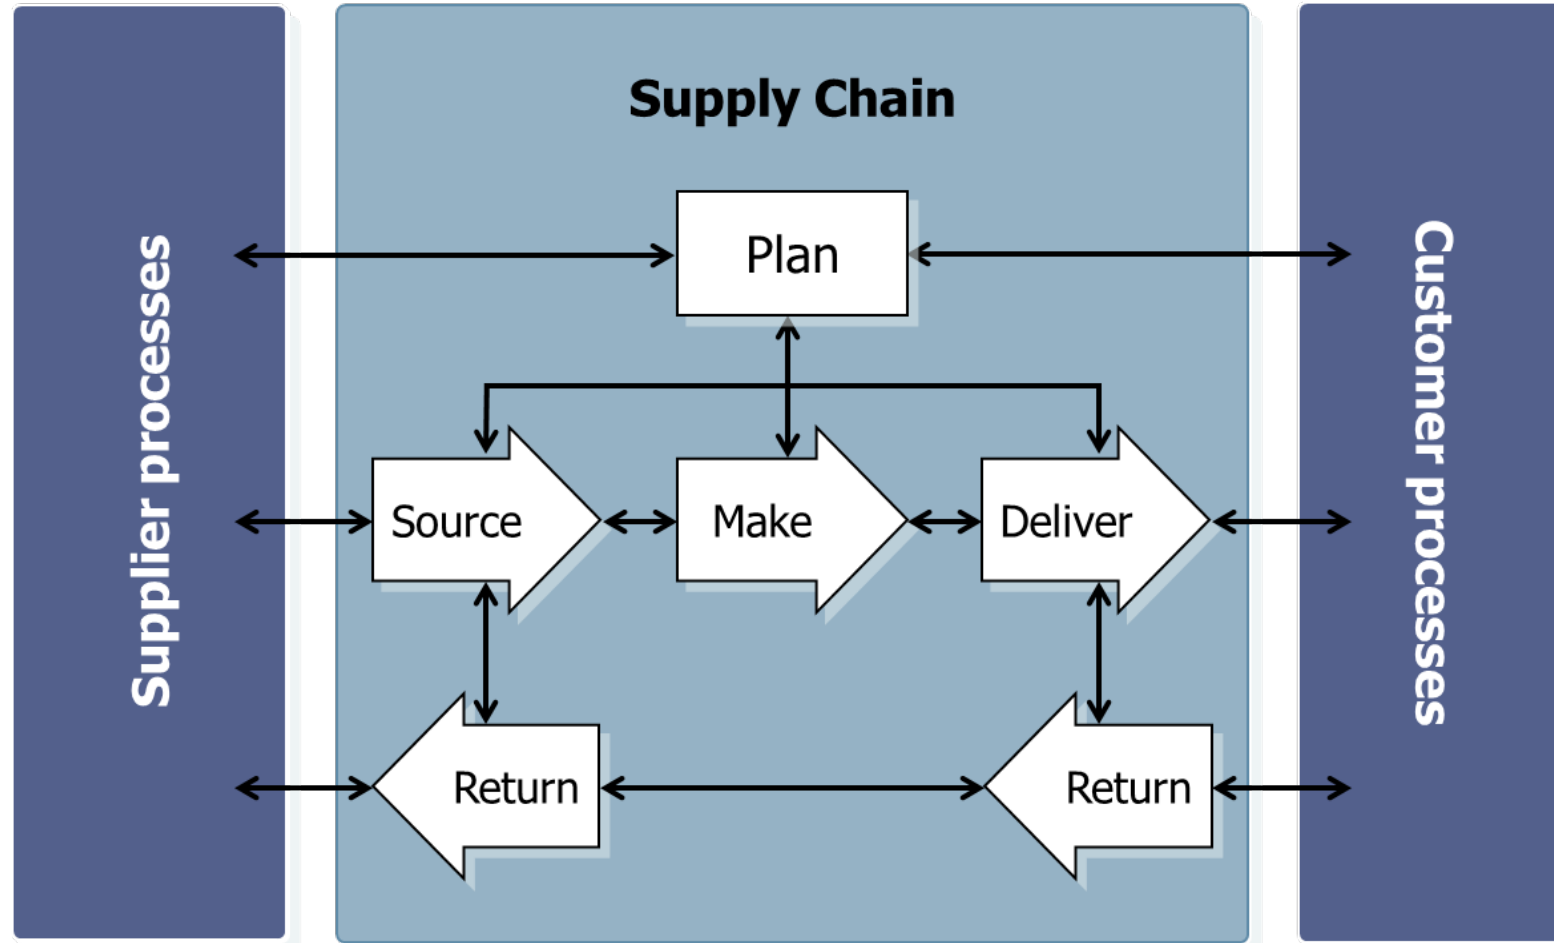 Supply Chain
Supplier processes
Plan
Customer processes
Source
Make
Deliver
Return
Return